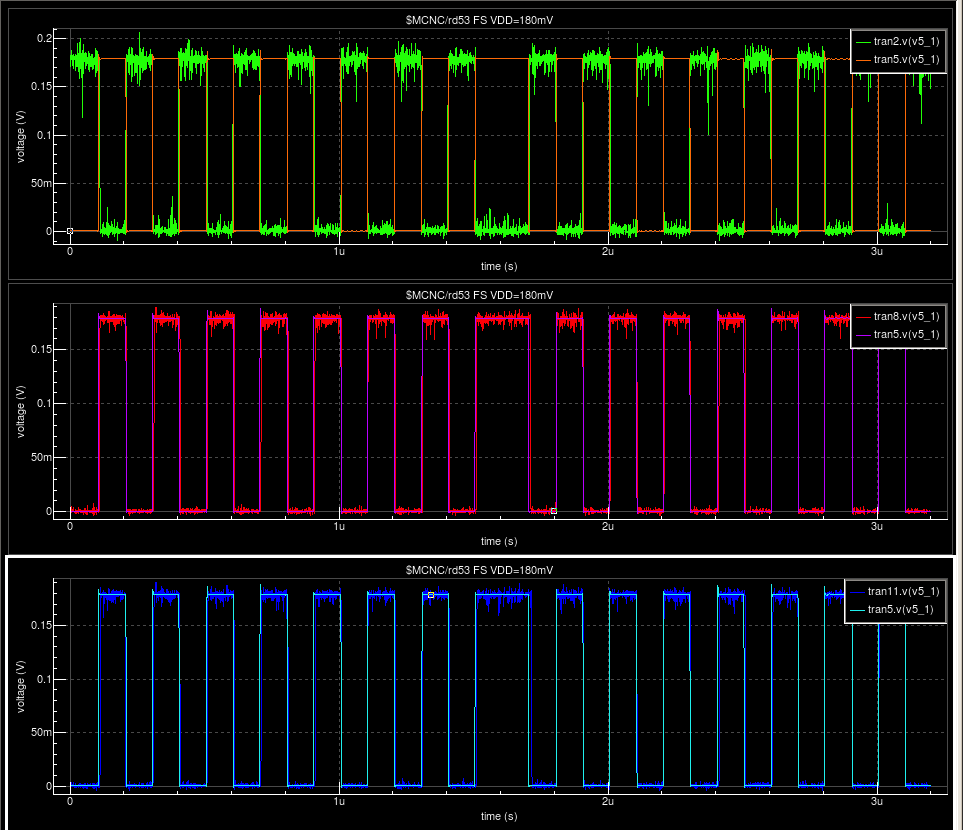 $MCNC/rd53 FS VDD=180mV
tran2.v(v5_1)
tran5.v(v5_1)
voltage (V)
0.2
0.15
0.1
50m
0
0
1u
2u
3u
time (s)
$MCNC/rd53 FS VDD=180mV
tran8.v(v5_1)
tran5.v(v5_1)
voltage (V)
0.15
0.1
50m
0
0
1u
2u
3u
time (s)
$MCNC/rd53 FS VDD=180mV
tran11.v(v5_1)
tran5.v(v5_1)
voltage (V)
0.15
0.1
50m
0
0
1u
2u
3u
time (s)